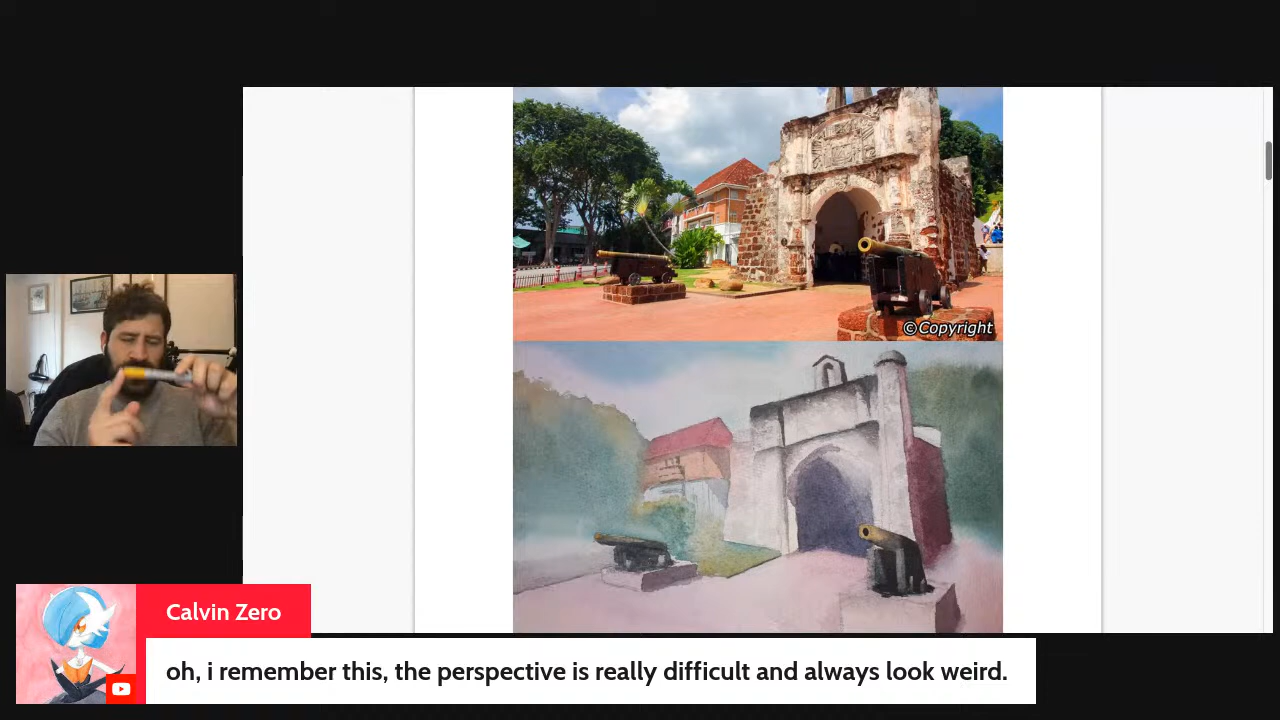 © Copyright
Calvin Zero
oh, i remember this, the perspective is really difficult and always look weird.